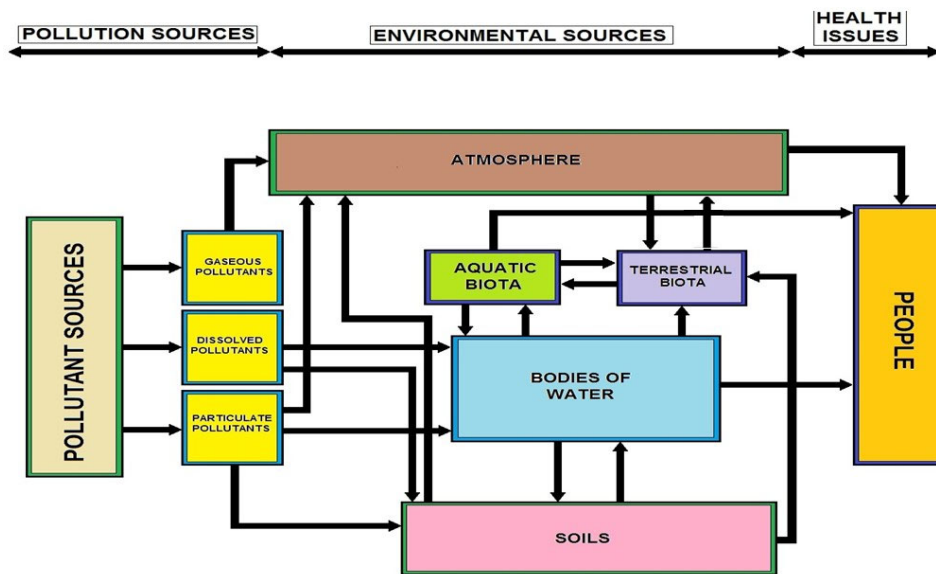 POLLUTION SOURCES
ENVIRONMENTAL SOURCES
HEALTH
ISSUES
ATMOSPHERE
POLLUTANT SOURCES
GASEOUS
POLLUTANTS
DISSOLVED
POLLUTANTS
PARTICULATE
POLLUTANTS
AQUATIC
BIOTA
TERRESTRIAL
BIOTA
BODIES OF
WATER
SOILS
PEOPLE